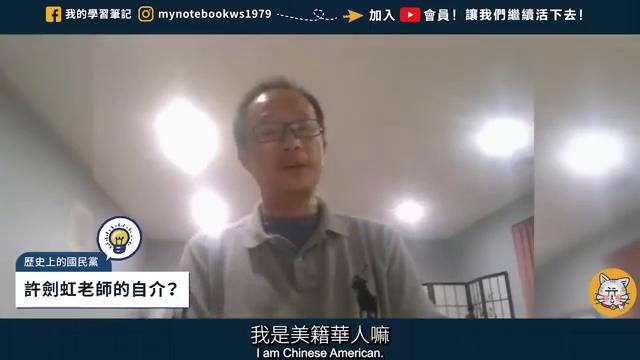 我的學習筆記 mynotebookws1979 加入 會員！讓我們繼續活下去！
歷史上的國民黨
許劍虹老師的自介？
我是美籍華人嘛
I am Chinese American.